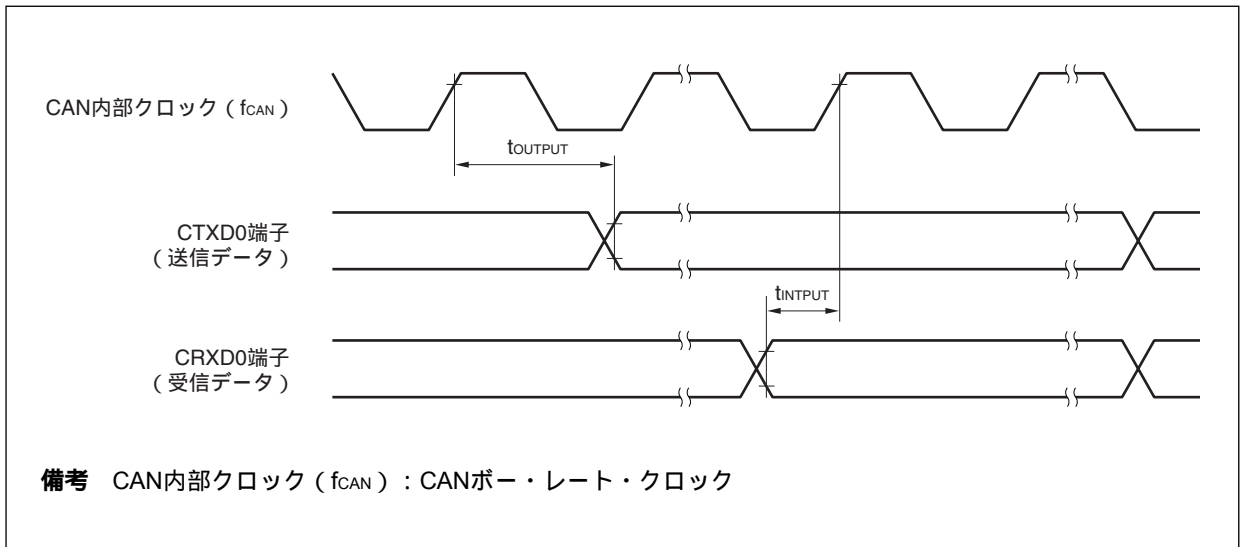 CAN内部クロック（fCAN）
tOUTPUT
CTXD0端子
（送信データ）
tINTPUT
CRXD0端子
（受信データ）
備考 CAN内部クロック（fCAN）：CANボー・レート・クロック